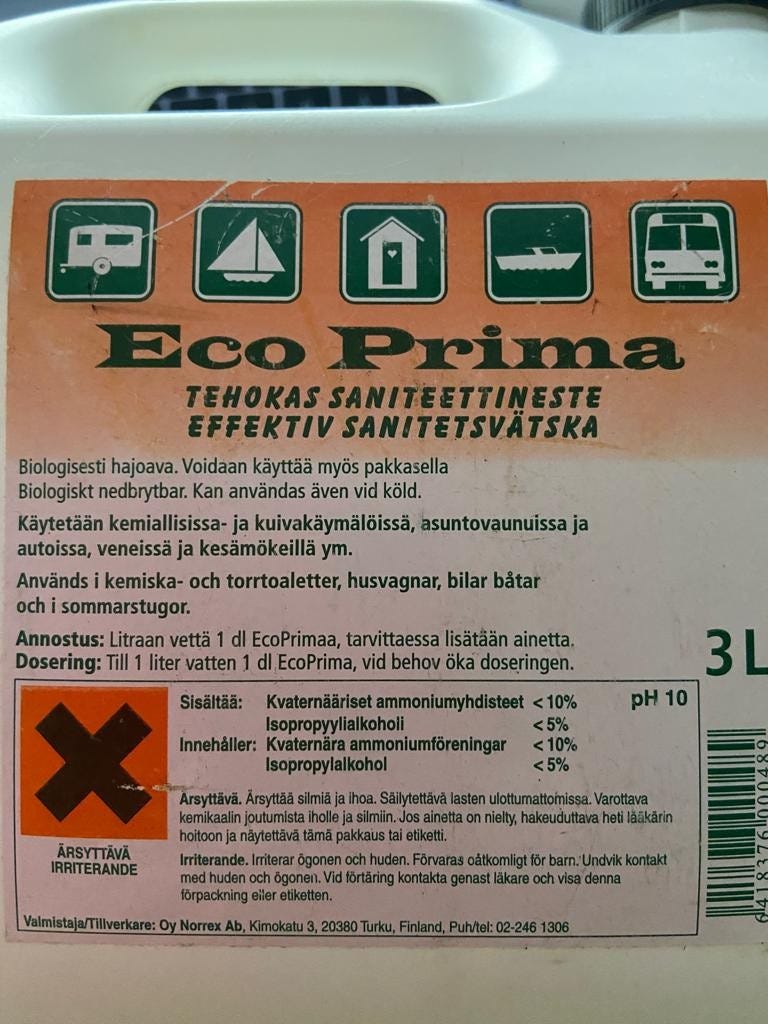 Eco Prima
TEHOKAS SANITEETTINESTE
EFFEKTIV SANITETSVÄTSKA
Biologisesti hajoava. Voidaan käyttää myös pakkasella
Biologiskt nedbrytbar. Kan användas även vid köld.
Käytetään kemiallisissa- ja kuivakäymälöissä, asuntovaunuissa ja
autoissa, veneissä ja kesämökeillä ym.
Används i kemiska- och torrtoaletter, husvagnar, bilar båtar
och i sommarstugor.
Annostus: Litraan vettä 1 dl EcoPrimaa, tarvittaessa lisätään ainetta.
Dosering: Till 1 liter vatten 1 dl EcoPrima, vid behov öka doseringen.
3 L
Sisältää: Kvaternääriset ammoniumyhdisteet < 10% pH 10
Isopropyylialkoholi < 5%
Innehåller: Kvaternära ammoniumföreningar < 10%
Isopropylalkohol < 5%
Ärsyttävä. Ärsyttää silmiä ja ihoa. Säilytettävä lasten ulottumattomissa. Varottava
kemikaalin joutumista iholle ja silmiin. Jos ainetta on nielty, hakeuduttava heti lääkärin
hoitoon ja näytettävä tämä pakkaus tai etiketti.
ÄRSYTTÄVÄ
IRRITERANDE
Irriterande. Irriterar ögonen och huden. Förvaras oåtkomligt för barn. Undvik kontakt
med huden och ögonen. Vid förtäring kontakta genast läkare och visa denna
förpackning eller etiketten.
Valmistaja/Tillverkare: Oy Norrex Ab, Kimokatu 3, 20380 Turku, Finland, Puh/tel: 02-246 1306
6 418376 000489